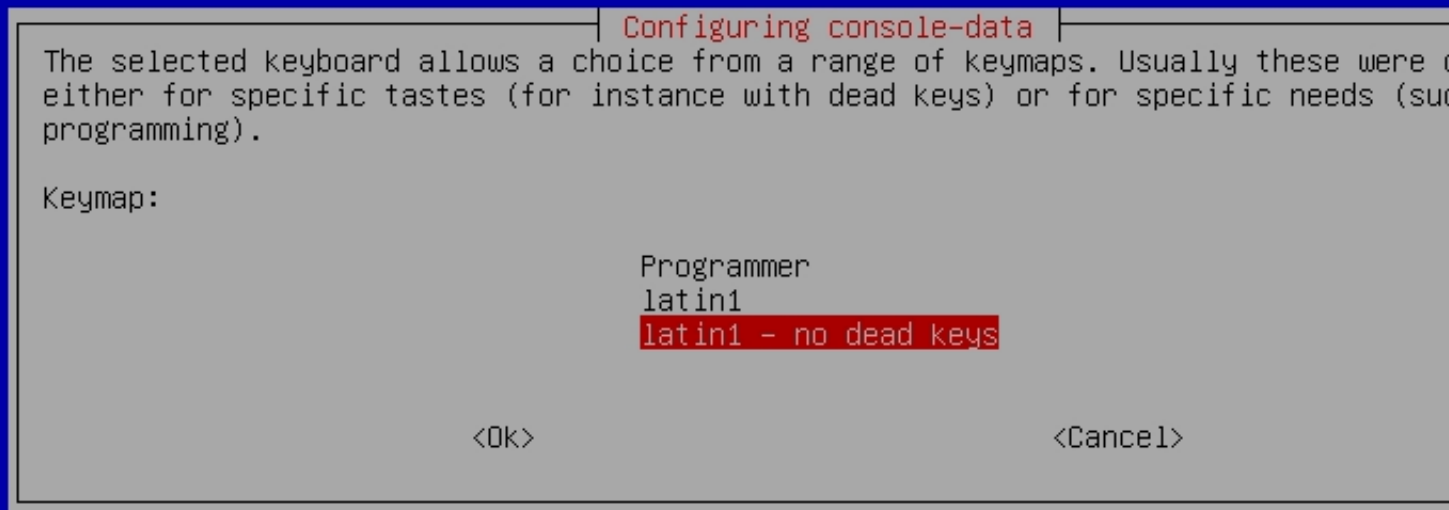 Configuring console-data
The selected keyboard allows a choice from a range of keymaps. Usually these were
either for specific tastes (for instance with dead keys) or for specific needs
programming).
Keymap:
Programmer
latin1
latin1 - no dead keys
<Ok> <Cancel>